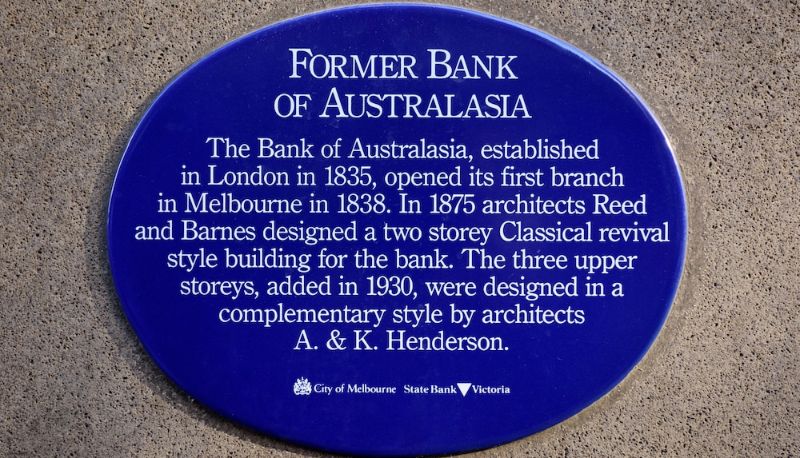 FORMER BANK
OF AUSTRALASIA
The Bank of Australasia, established
in London in 1835, opened its first branch
in Melbourne in 1838. In 1875 architects Reed
and Barnes designed a two storey Classical revival
style building for the bank. The three upper
storeys, added in 1930, were designed in a
complementary style by architects
A. & K. Henderson.
City of Melbourne State Bank Victoria